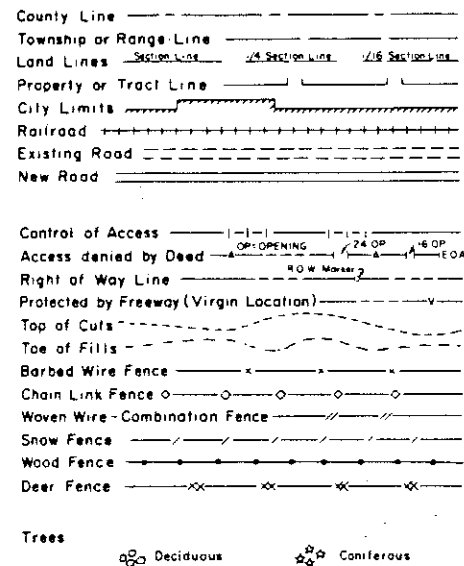 County Line
Township or Range Line
Land Lines Section Line 1/4 Section Line 1/16 Section Line
Property or Tract Line
City Limits
Railroad
Existing Road
New Road
Control of Access
OP=OPENING 24 OP 16 OP
Access denied by Deed EOA
R.O.W. Marker
Right of Way Line
Protected by Freeway (Virgin Location)
Top of Cuts
Toe of Fills
Barbed Wire Fence
Chain Link Fence
Woven Wire-Combination Fence
Snow Fence
Wood Fence
Deer Fence
Trees
Deciduous Coniferous